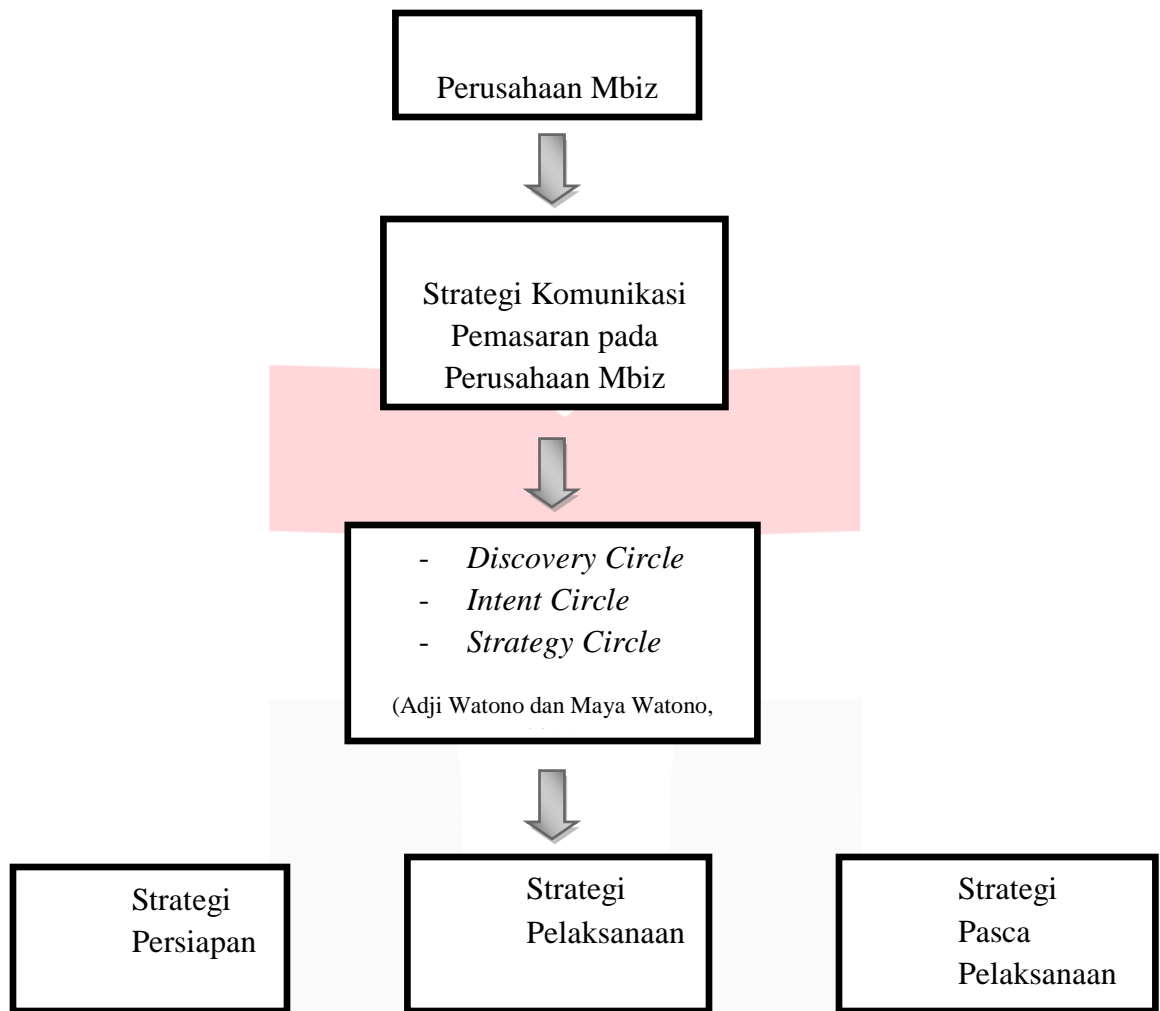 Perusahaan Mbiz
Strategi Komunikasi
Pemasaran pada
Perusahaan Mbiz
- Discovery Circle
- Intent Circle
- Strategy Circle
(Adji Watono dan Maya Watono,
Strategi
Persiapan
Strategi
Pelaksanaan
Strategi
Pasca
Pelaksanaan